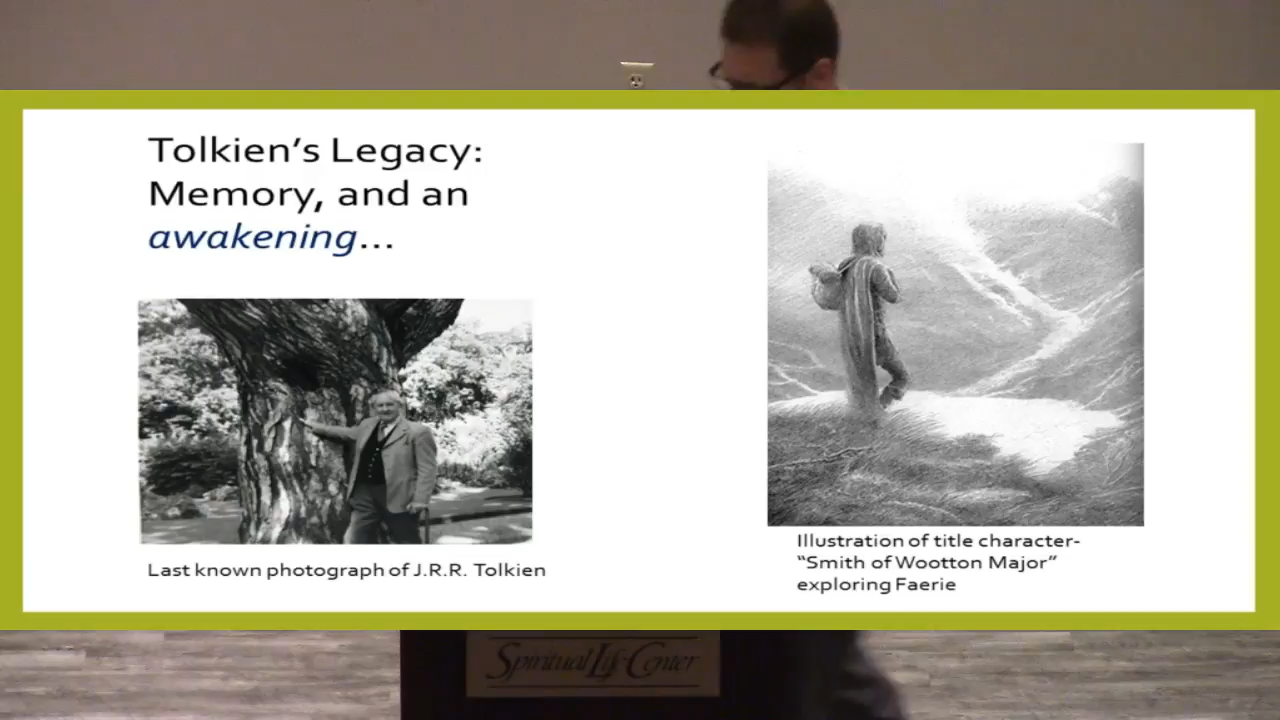 Tolkien's Legacy:
Memory, and an
awakening...
Last known photograph of J.R.R. Tolkien
Illustration of title character-
“Smith of Wootton Major”
exploring Faerie
Spiritual Life Center